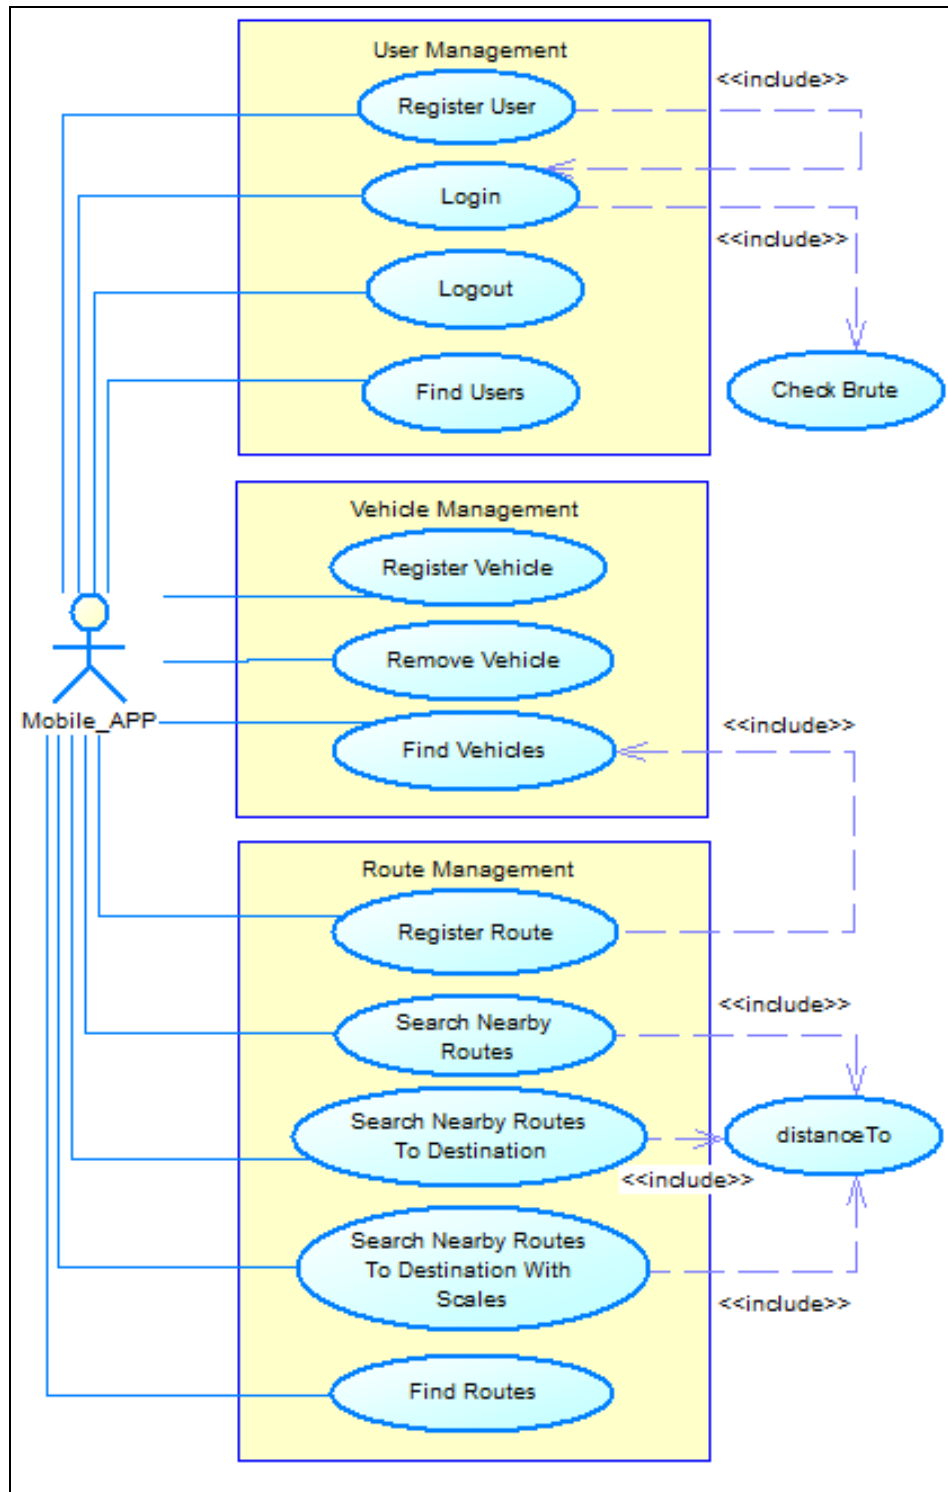 User Management
Register User
<<include>>
Login
<<include>>
Logout
Find Users
Check Brute
Vehicle Management
Register Vehicle
Remove Vehicle
Mobile_APP
Find Vehicles
<<include>>
Route Management
Register Route
Search Nearby
Routes
<<include>>
Search Nearby Routes
To Destination
distanceTo
<<include>>
Search Nearby Routes
To Destination With
Scales
<<include>>
Find Routes